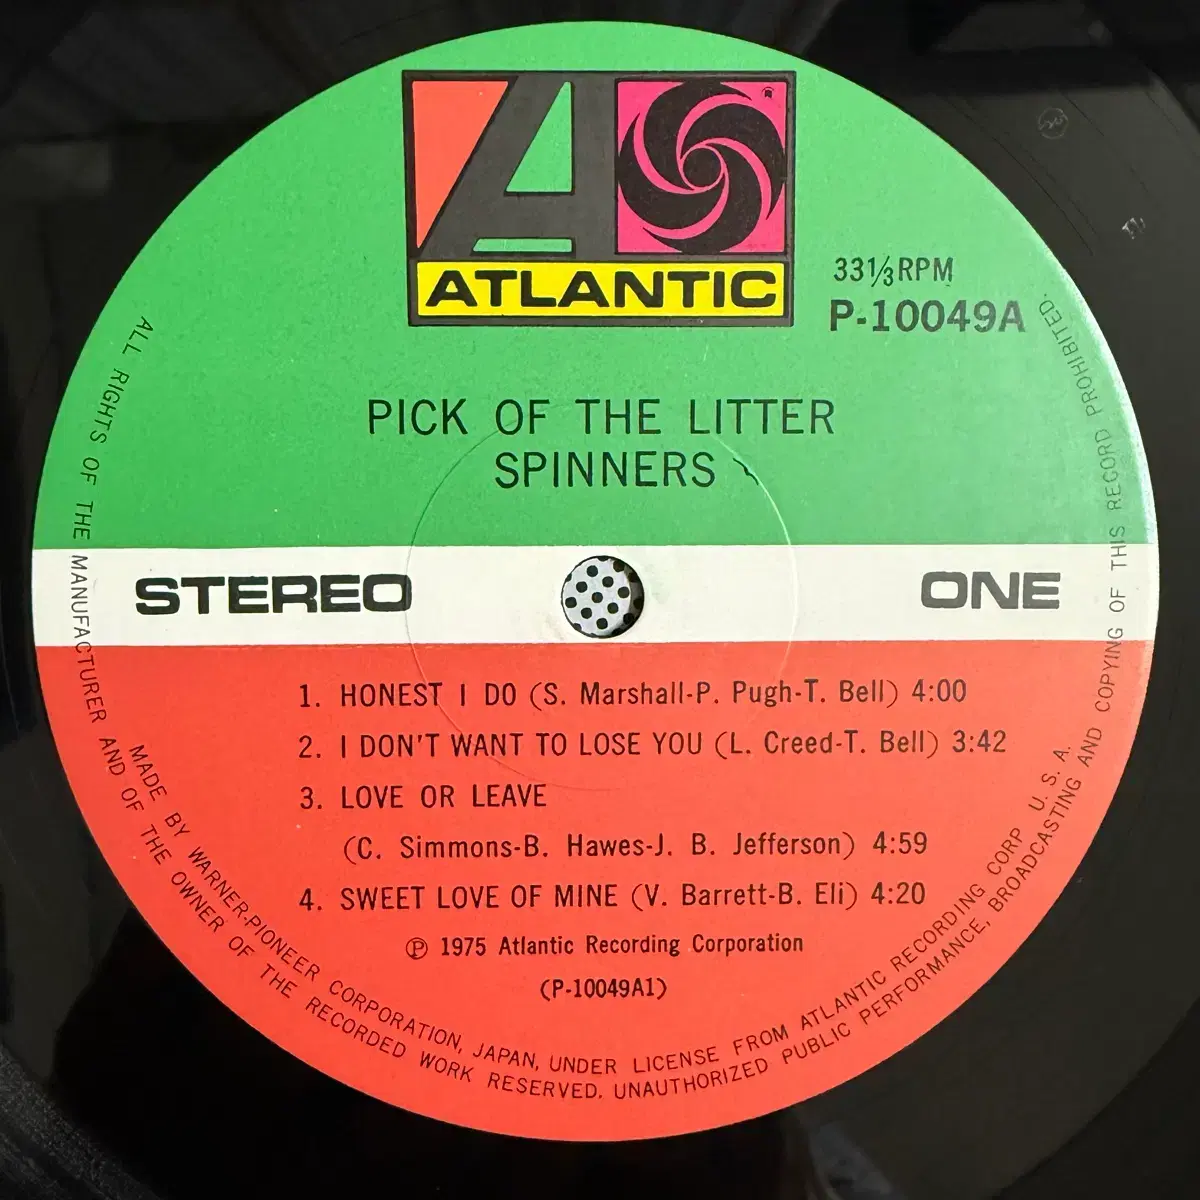 ATLANTIC
33⅓RPM
P-10049A
PICK OF THE LITTER
SPINNERS
STEREO
ONE
1. HONEST I DO (S. Marshall-P. Pugh-T. Bell) 4:00
2. I DON'T WANT TO LOSE YOU (L. Creed-T. Bell) 3:42
3. LOVE OR LEAVE
(C. Simmons-B. Hawes-J. B. Jefferson) 4:59
4. SWEET LOVE OF MINE (V. Barrett-B. Eli) 4:20
℗ 1975 Atlantic Recording Corporation
(P-10049A1)
MADE BY WARNER-PIONEER CORPORATION, JAPAN, UNDER LICENSE FROM ATLANTIC RECORDING CORP U. S. A.
ALL RIGHTS OF THE MANUFACTURER AND OF THE OWNER OF THE RECORDED WORK RESERVED. UNAUTHORIZED PUBLIC PERFORMANCE, BROADCASTING AND COPYING OF THIS RECORD PROHIBITED.